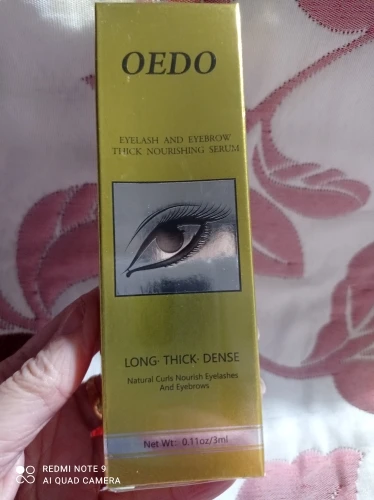 OEDO
EYELASH AND EYEBROW
THICK NOURISHING SERUM
LONG· THICK· DENSE
Natural Curls Nourish Eyelashes
And Eyebrows
Net Wt: 0.11oz/3ml
REDMI NOTE 9
AI QUAD CAMERA